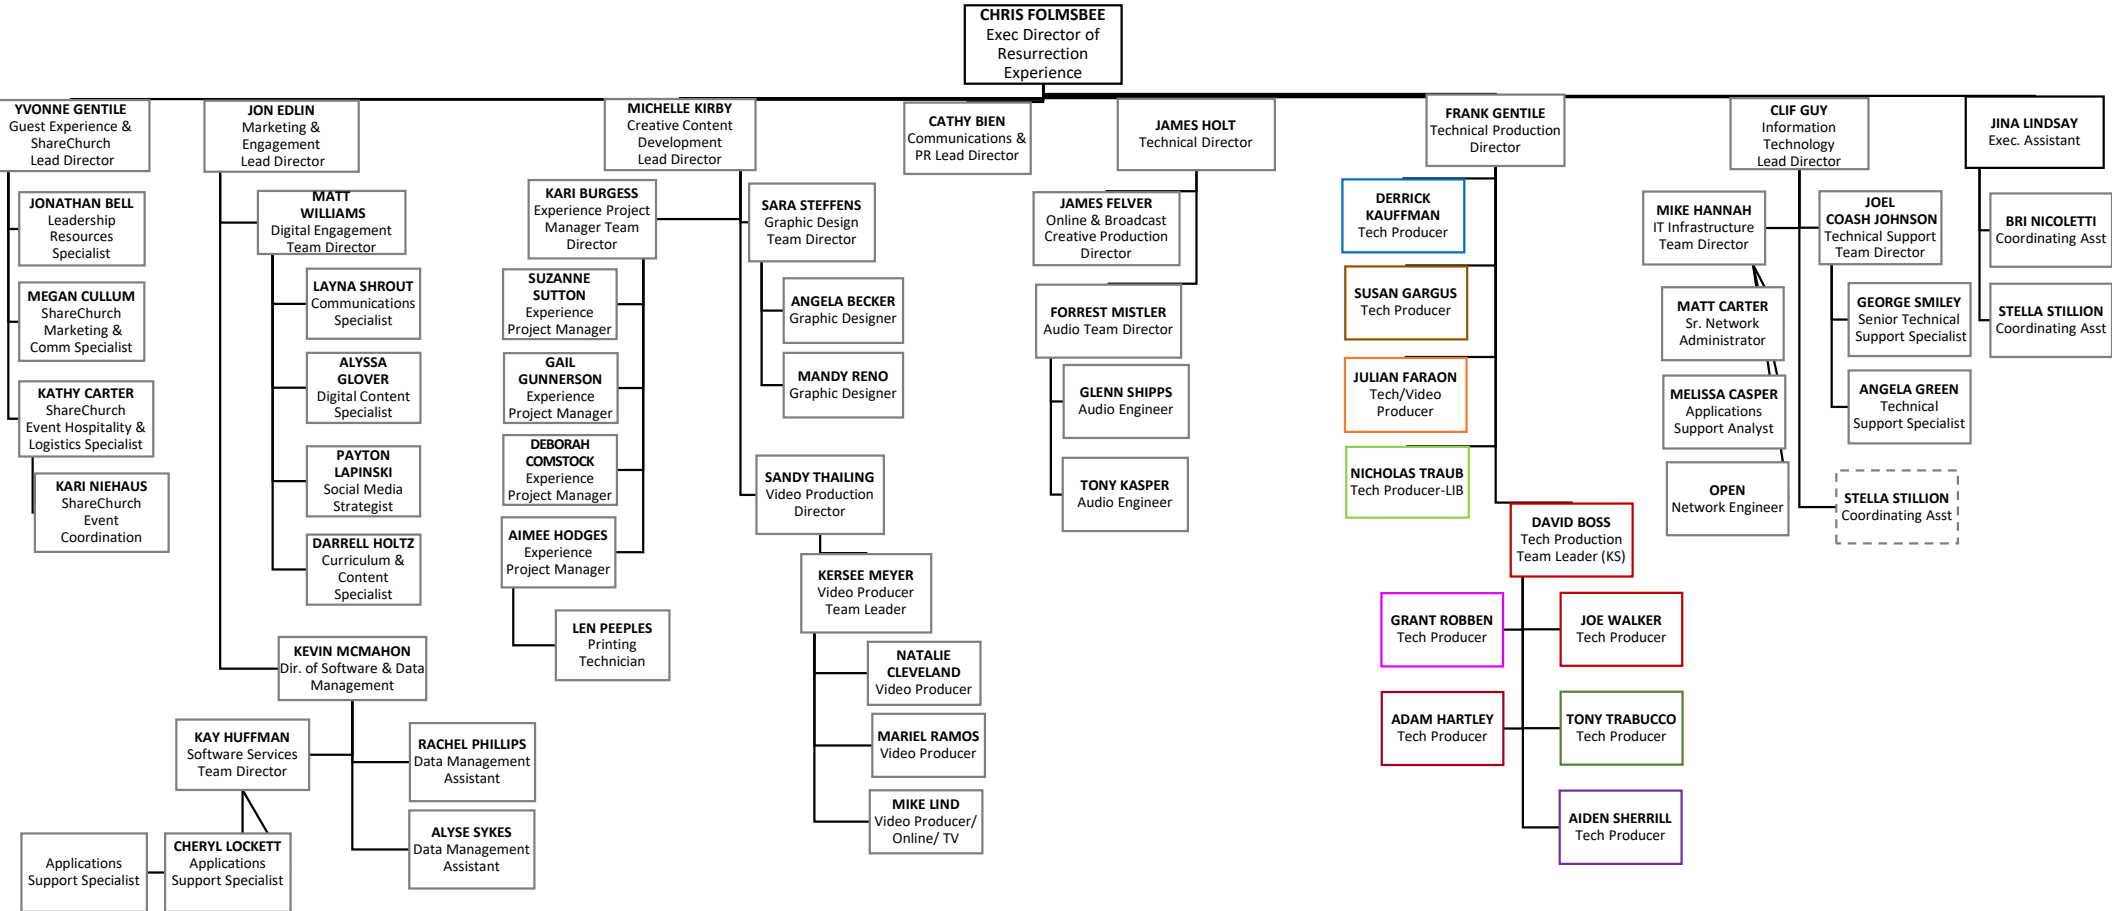 CHRIS FOLMSBEE
Exec Director of
Resurrection
Experience
YVONNE GENTILE
Guest Experience &
ShareChurch
Lead Director
JONATHAN BELL
Leadership
Resources
Specialist
MEGAN CULLUM
ShareChurch
Marketing &
Comm Specialist
KATHY CARTER
ShareChurch
Event Hospitality &
Logistics Specialist
KARI NIEHAUS
ShareChurch
Event
Coordination
JON EDLIN
Marketing &
Engagement
Lead Director
MATT
WILLIAMS
Digital Engagement
Team Director
LAYNA SHROUT
Communications
Specialist
ALYSSA
GLOVER
Digital Content
Specialist
PAYTON
LAPINSKI
Social Media
Strategist
DARRELL HOLTZ
Curriculum &
Content
Specialist
KEVIN MCMAHON
Dir. of Software & Data
Management
KAY HUFFMAN
Software Services
Team Director
RACHEL PHILLIPS
Data Management
Assistant
ALYSE SYKES
Data Management
Assistant
Applications
Support Specialist
CHERYL LOCKETT
Applications
Support Specialist
MICHELLE KIRBY
Creative Content
Development
Lead Director
KARI BURGESS
Experience Project
Manager Team
Director
SUZANNE
SUTTON
Experience
Project Manager
GAIL
GUNNERSON
Experience
Project Manager
DEBORAH
COMSTOCK
Experience
Project Manager
AIMEE HODGES
Experience
Project Manager
LEN PEEPLES
Printing
Technician
SARA STEFFENS
Graphic Design
Team Director
ANGELA BECKER
Graphic Designer
MANDY RENO
Graphic Designer
SANDY THAILING
Video Production
Director
KERSEE MEYER
Video Producer
Team Leader
NATALIE
CLEVELAND
Video Producer
MARIEL RAMOS
Video Producer
MIKE LIND
Video Producer/
Online/ TV
CATHY BIEN
Communications &
PR Lead Director
JAMES HOLT
Technical Director
JAMES FELVER
Online & Broadcast
Creative Production
Director
FORREST MISTLER
Audio Team Director
GLENN SHIPPS
Audio Engineer
TONY KASPER
Audio Engineer
FRANK GENTILE
Technical Production
Director
DERRICK
KAUFFMAN
Tech Producer
SUSAN GARGUS
Tech Producer
JULIAN FARAON
Tech/Video
Producer
NICHOLAS TRAUB
Tech Producer-LIB
DAVID BOSS
Tech Production
Team Leader (KS)
GRANT ROBBEN
Tech Producer
JOE WALKER
Tech Producer
ADAM HARTLEY
Tech Producer
TONY TRABUCCO
Tech Producer
AIDEN SHERRILL
Tech Producer
CLIF GUY
Information
Technology
Lead Director
MIKE HANNAH
IT Infrastructure
Team Director
MATT CARTER
Sr. Network
Administrator
MELISSA CASPER
Applications
Support Analyst
OPEN
Network Engineer
JOEL
COASH JOHNSON
Technical Support
Team Director
GEORGE SMILEY
Senior Technical
Support Specialist
ANGELA GREEN
Technical
Support Specialist
STELLA STILLION
Coordinating Asst
JINA LINDSAY
Exec. Assistant
BRI NICOLETTI
Coordinating Asst
STELLA STILLION
Coordinating Asst